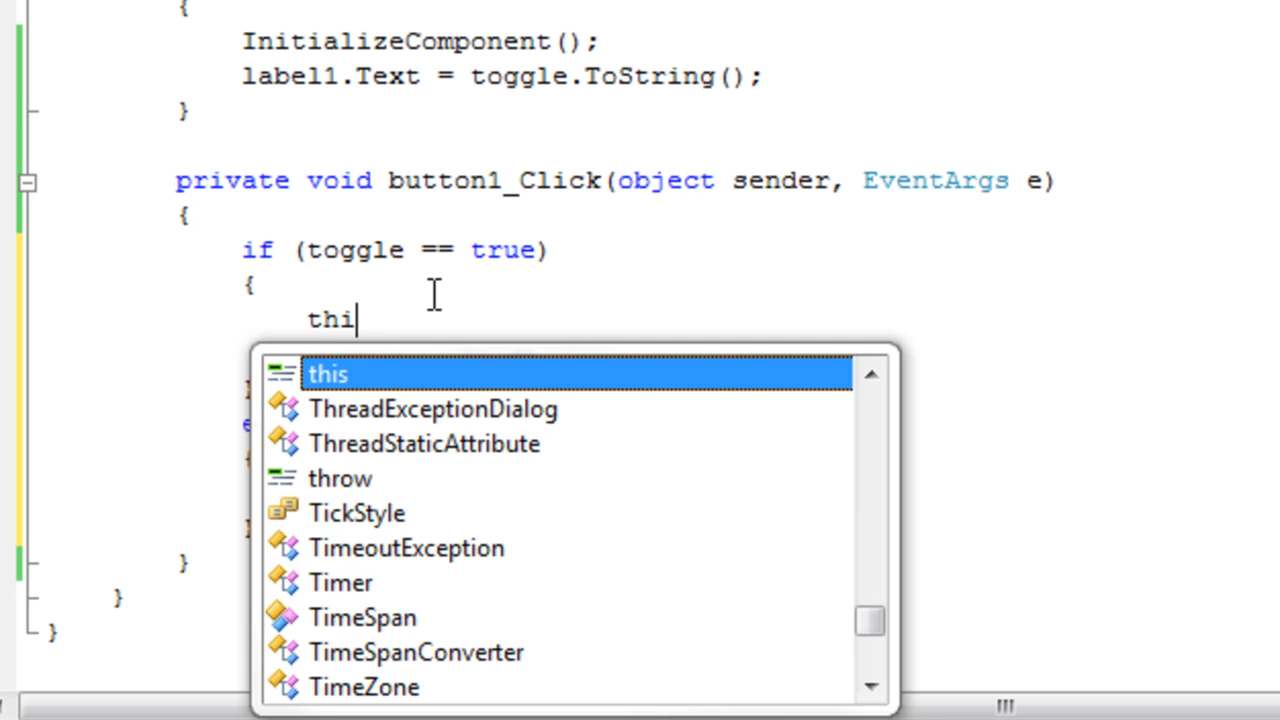 {
InitializeComponent();
label1.Text = toggle.ToString();
}
private void button1_Click(object sender, EventArgs e)
{
if (toggle == true)
{
thi
this
ThreadExceptionDialog
ThreadStaticAttribute
throw
TickStyle
TimeoutException
Timer
TimeSpan
TimeSpanConverter
TimeZone
}
}
}